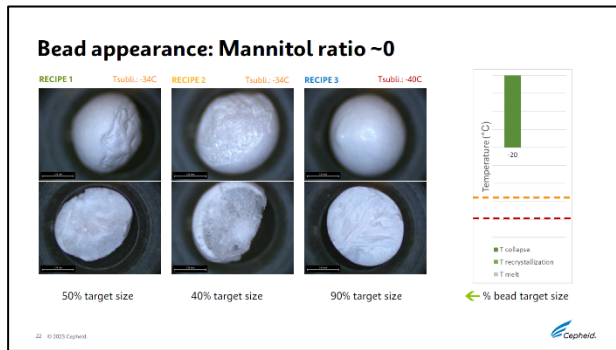 Bead appearance: Mannitol ratio ~0
RECIPE 1
Tsubli.: -34C
RECIPE 2
Tsubli.: -34C
RECIPE 3
Tsubli.: -40C
50% target size
40% target size
90% target size
Temperature (°C)
-20
T collapse
T recrystallization
T melt
% bead target size
22 © 2023 Cepheid.
Cepheid.